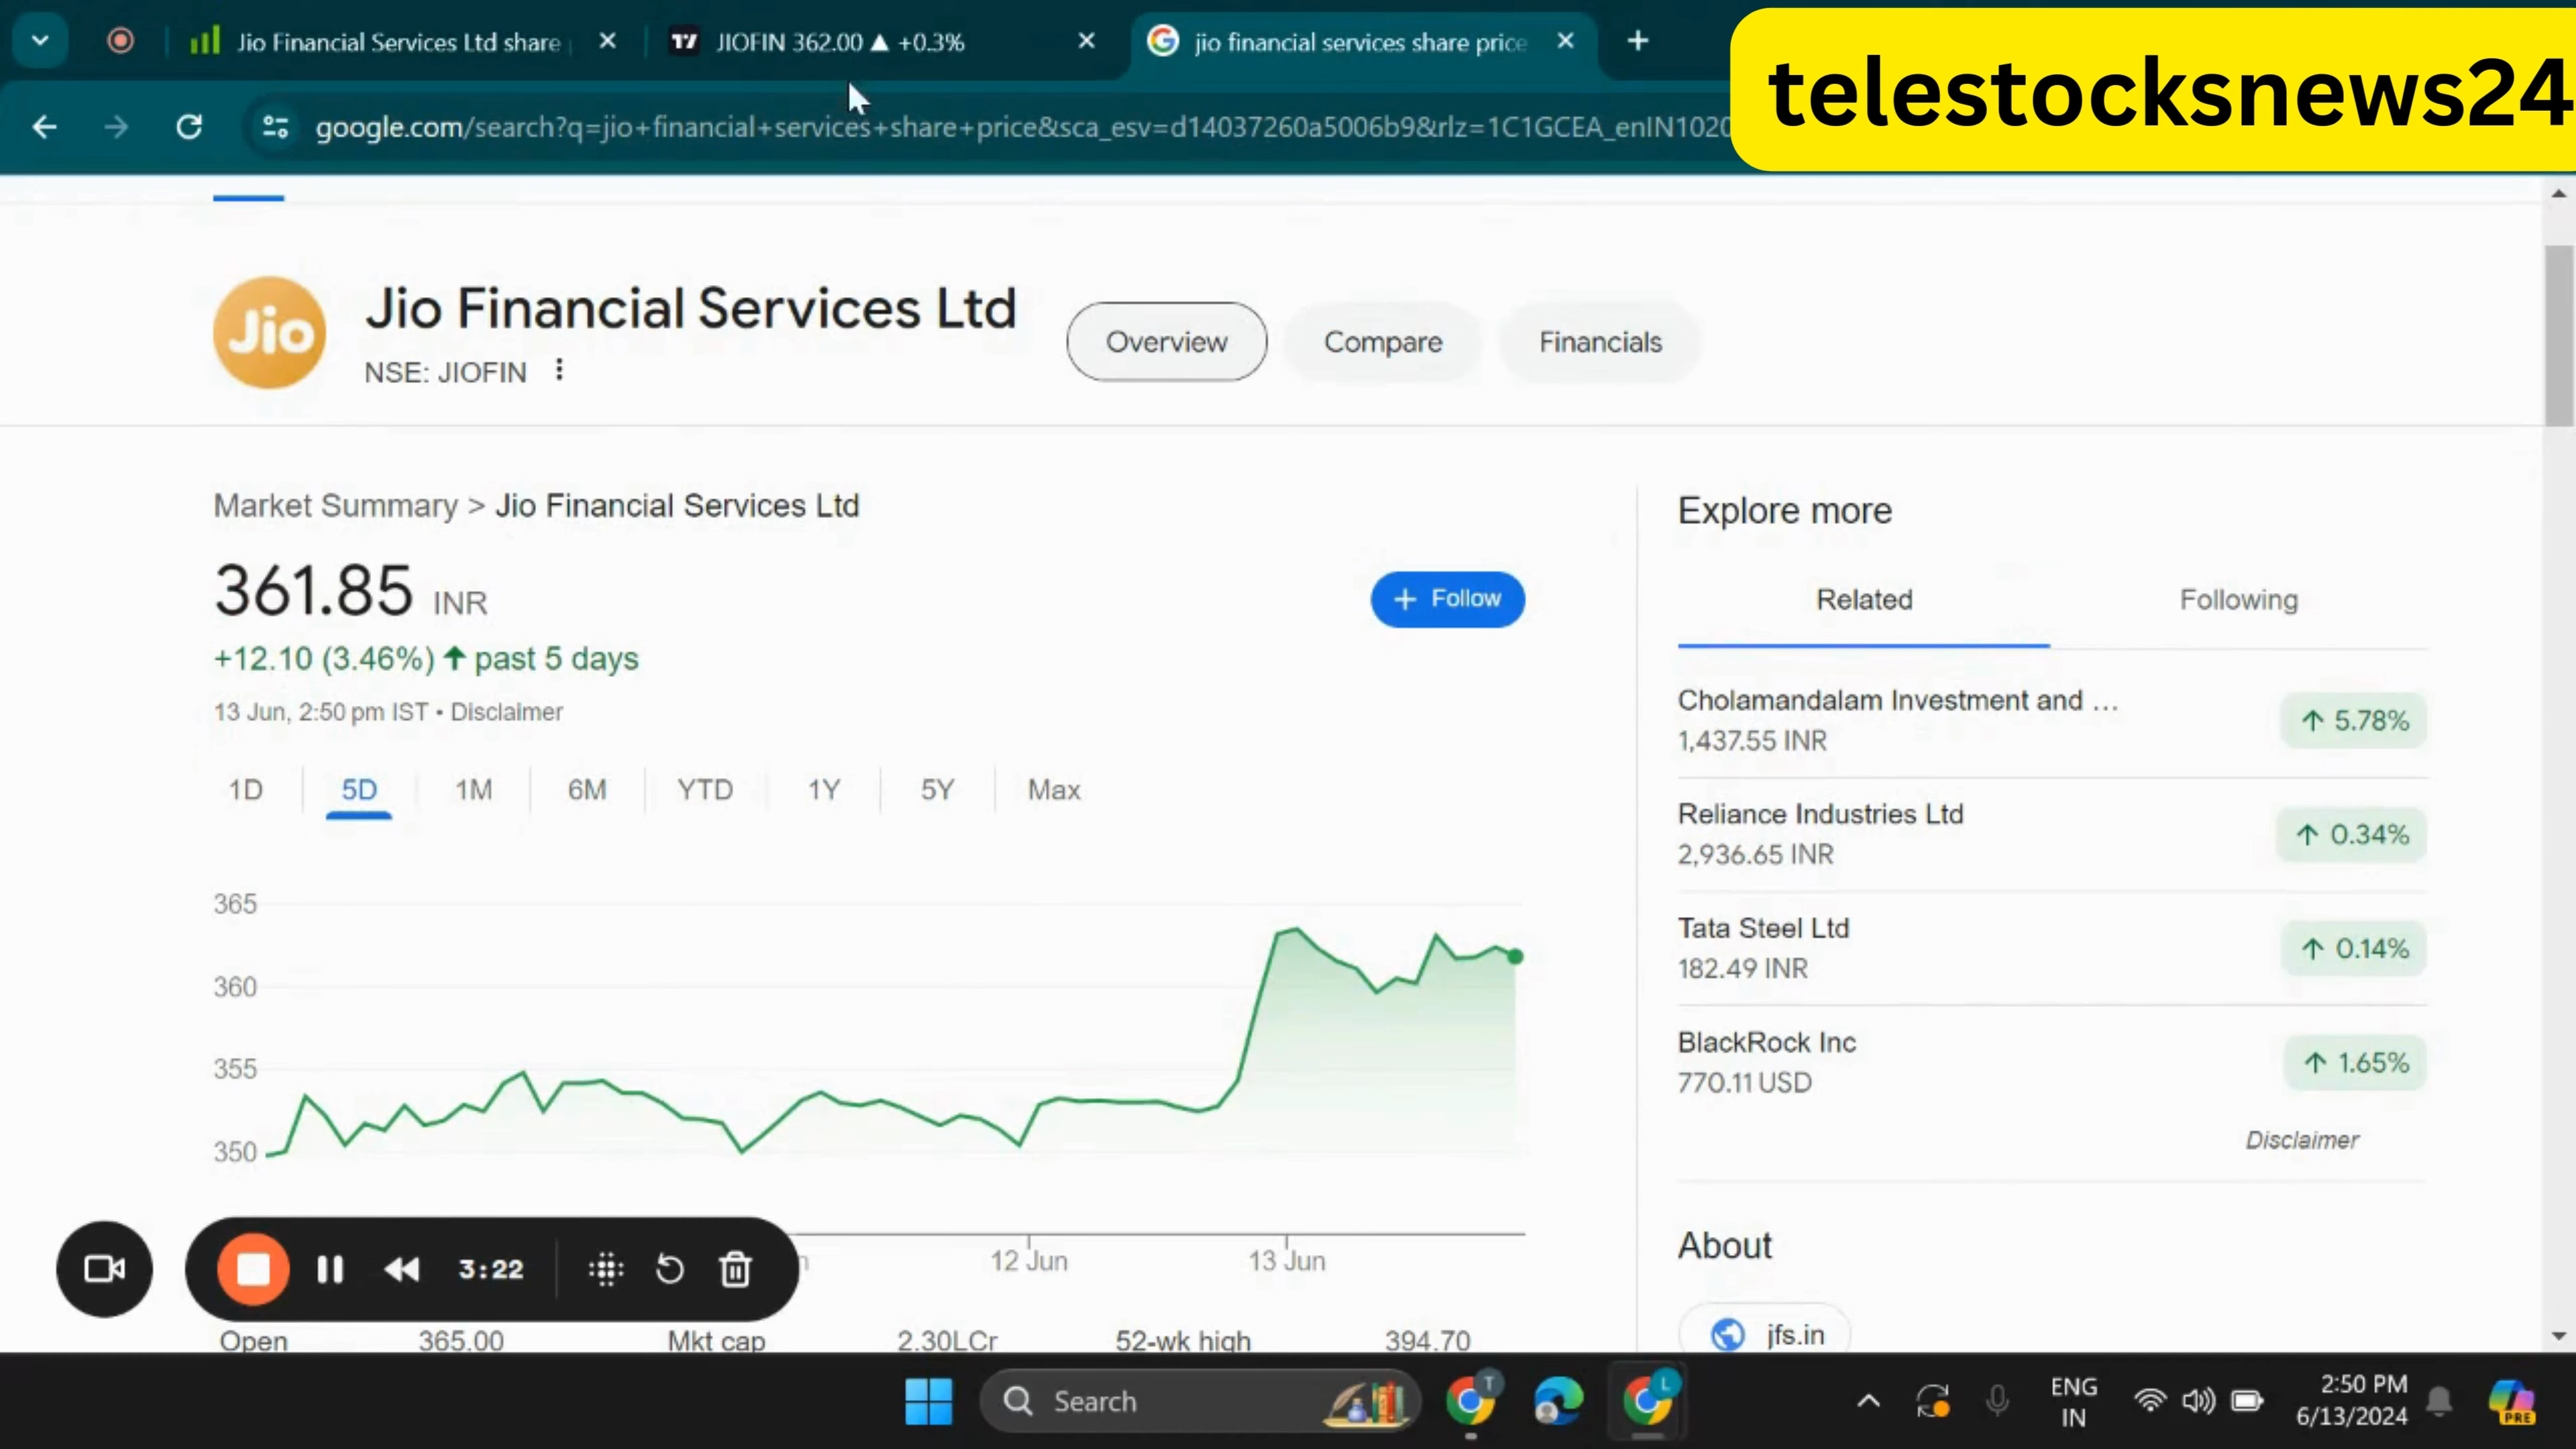 Jio Financial Services Ltd share
JIOFIN 362.00 ▲ +0.3%
jio financial services share price
telestocksnews24
google.com/search?q=jio+financial+services+share+price&sca_esv=d14037260a5006b9&rlz=1C1GCEA_enIN1020
Jio
Jio Financial Services Ltd
NSE: JIOFIN
Overview
Compare
Financials
Market Summary > Jio Financial Services Ltd
361.85 INR
+ Follow
+12.10 (3.46%) ↑ past 5 days
13 Jun, 2:50 pm IST • Disclaimer
1D 5D 1M 6M YTD 1Y 5Y Max
365
360
355
350
12 Jun 13 Jun
3:22
Open 365.00 Mkt cap 2.30LCr 52-wk high 394.70
Explore more
Related Following
Cholamandalam Investment and ...
1,437.55 INR
↑ 5.78%
Reliance Industries Ltd
2,936.65 INR
↑ 0.34%
Tata Steel Ltd
182.49 INR
↑ 0.14%
BlackRock Inc
770.11 USD
↑ 1.65%
Disclaimer
About
jfs.in
Search
T
L
ENG
IN
2:50 PM
6/13/2024
PRE